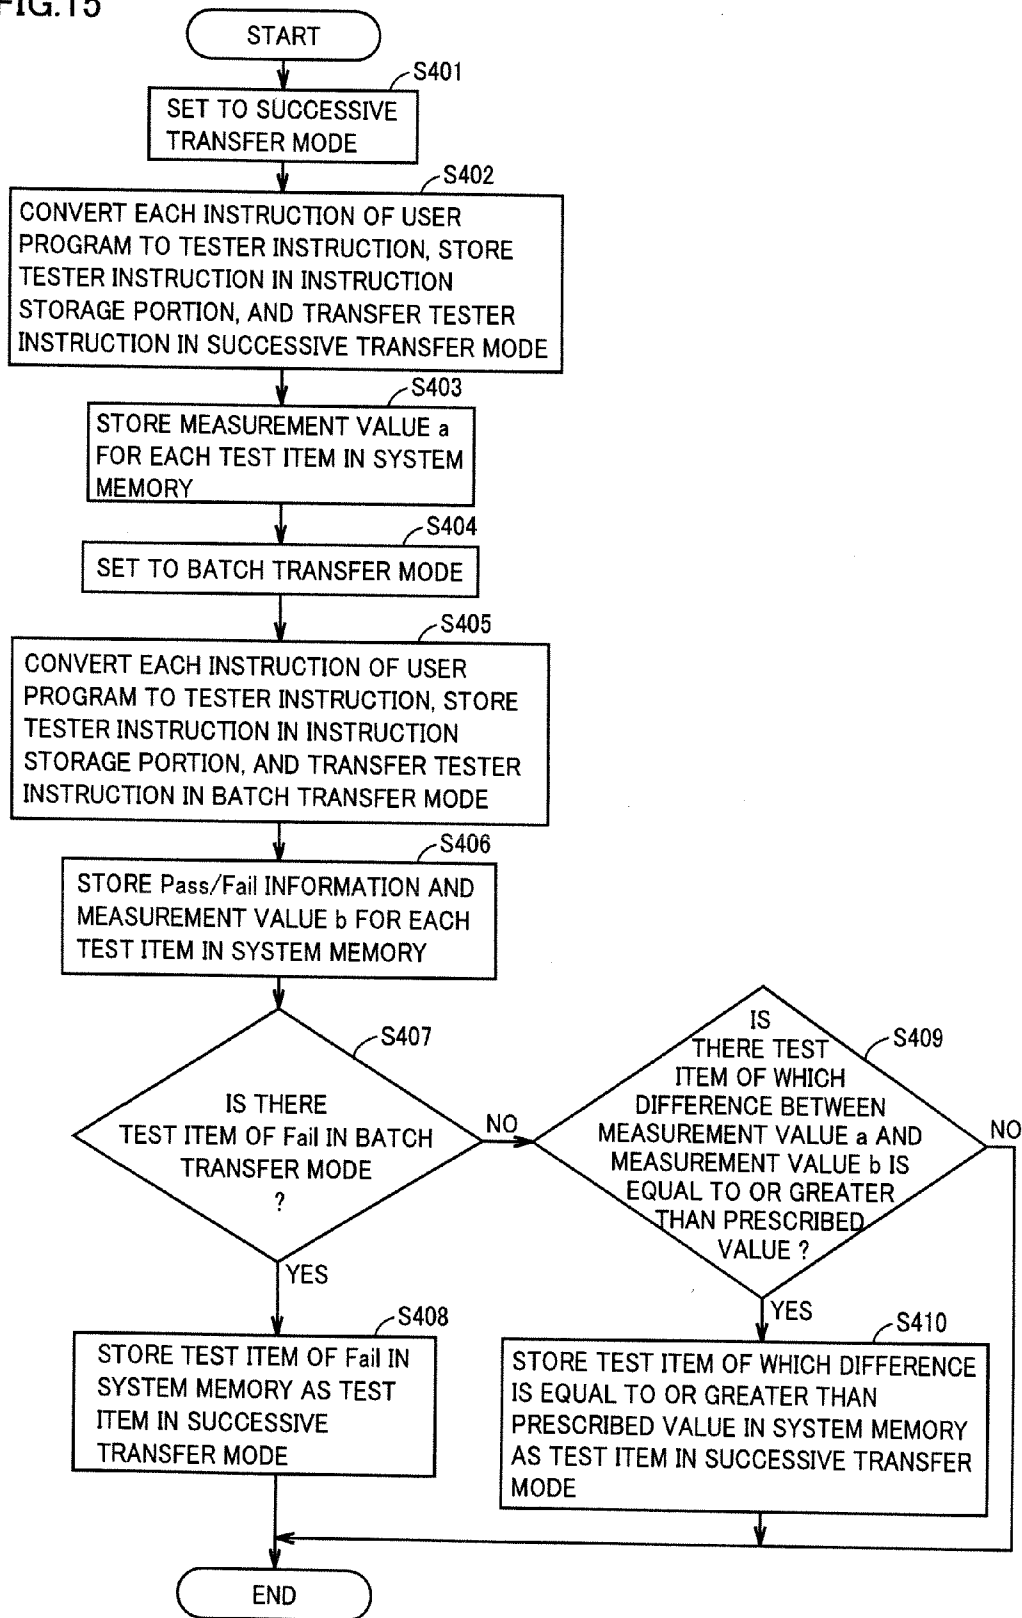 FIG.15
START
S401
SET TO SUCCESSIVE
TRANSFER MODE
S402
CONVERT EACH INSTRUCTION OF USER
PROGRAM TO TESTER INSTRUCTION, STORE
TESTER INSTRUCTION IN INSTRUCTION
STORAGE PORTION, AND TRANSFER TESTER
INSTRUCTION IN SUCCESSIVE TRANSFER MODE
S403
STORE MEASUREMENT VALUE a
FOR EACH TEST ITEM IN SYSTEM
MEMORY
S404
SET TO BATCH TRANSFER MODE
S405
CONVERT EACH INSTRUCTION OF USER
PROGRAM TO TESTER INSTRUCTION, STORE
TESTER INSTRUCTION IN INSTRUCTION
STORAGE PORTION, AND TRANSFER TESTER
INSTRUCTION IN BATCH TRANSFER MODE
S406
STORE Pass/Fail INFORMATION AND
MEASUREMENT VALUE b FOR EACH
TEST ITEM IN SYSTEM MEMORY
S407
IS THERE
TEST ITEM OF Fail IN BATCH
TRANSFER MODE
?
NO
YES
S409
IS
THERE TEST
ITEM OF WHICH
DIFFERENCE BETWEEN
MEASUREMENT VALUE a AND
MEASUREMENT VALUE b IS
EQUAL TO OR GREATER
THAN PRESCRIBED
VALUE ?
NO
YES
S408
STORE TEST ITEM OF Fail IN
SYSTEM MEMORY AS TEST
ITEM IN SUCCESSIVE
TRANSFER MODE
S410
STORE TEST ITEM OF WHICH DIFFERENCE
IS EQUAL TO OR GREATER THAN
PRESCRIBED VALUE IN SYSTEM MEMORY
AS TEST ITEM IN SUCCESSIVE TRANSFER
MODE
END